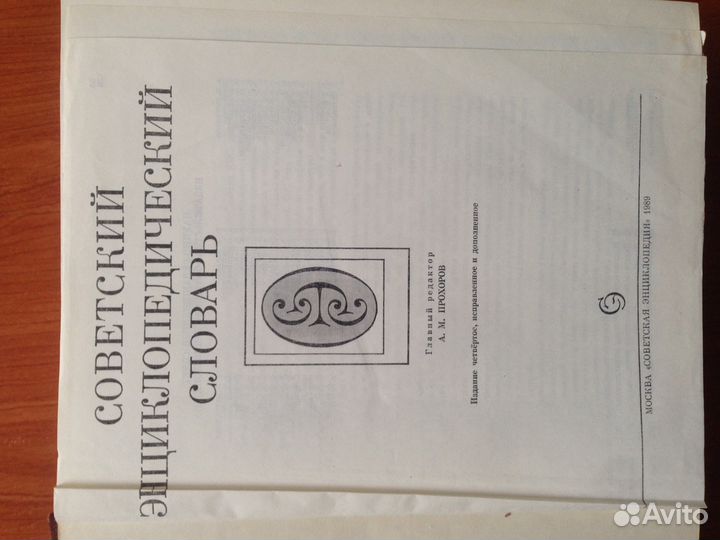 СОВЕТСКИЙ
ЭНЦИКЛОПЕДИЧЕСКИЙ
СЛОВАРЬ
Главный редактор
А. М. ПРОХОРОВ
Издание четвёртое, исправленное и дополненное
МОСКВА «СОВЕТСКАЯ ЭНЦИКЛОПЕДИЯ» 1989
Avito